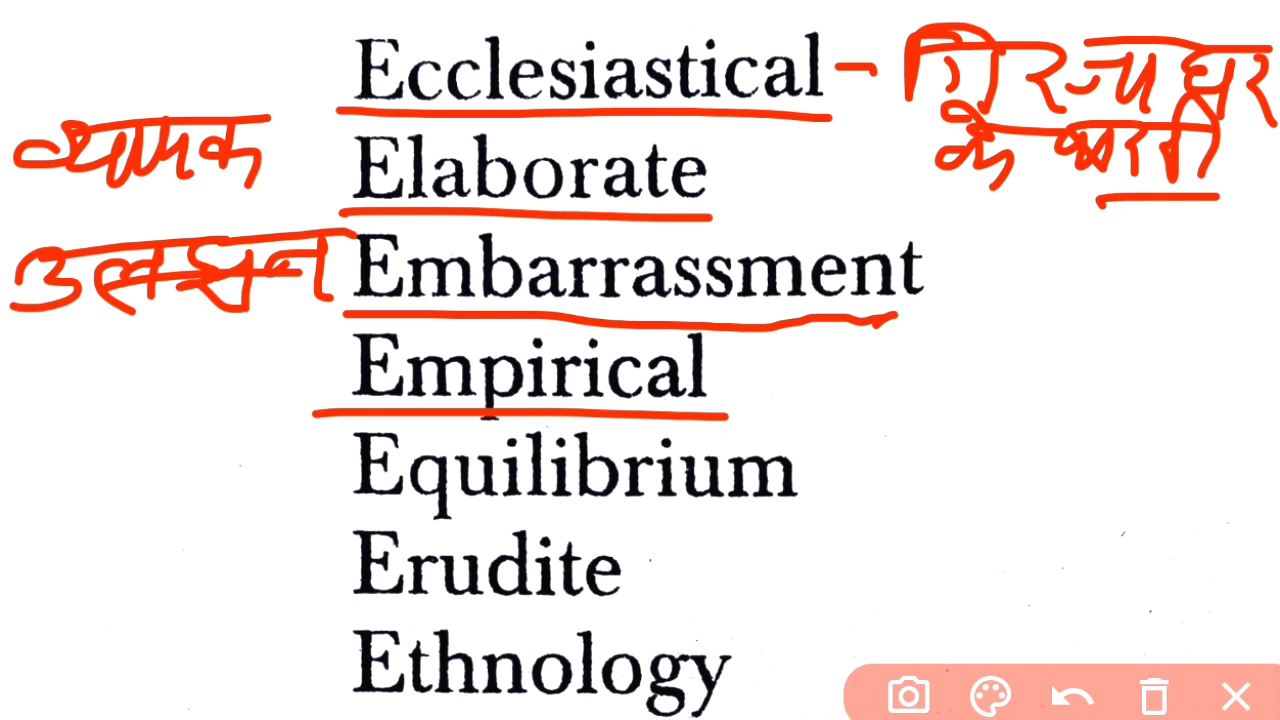 Ecclesiastical – गिरजा घर
के
व्यापक Elaborate
उलझन Embarrassment
Empirical
Equilibrium
Erudite
Ethnology